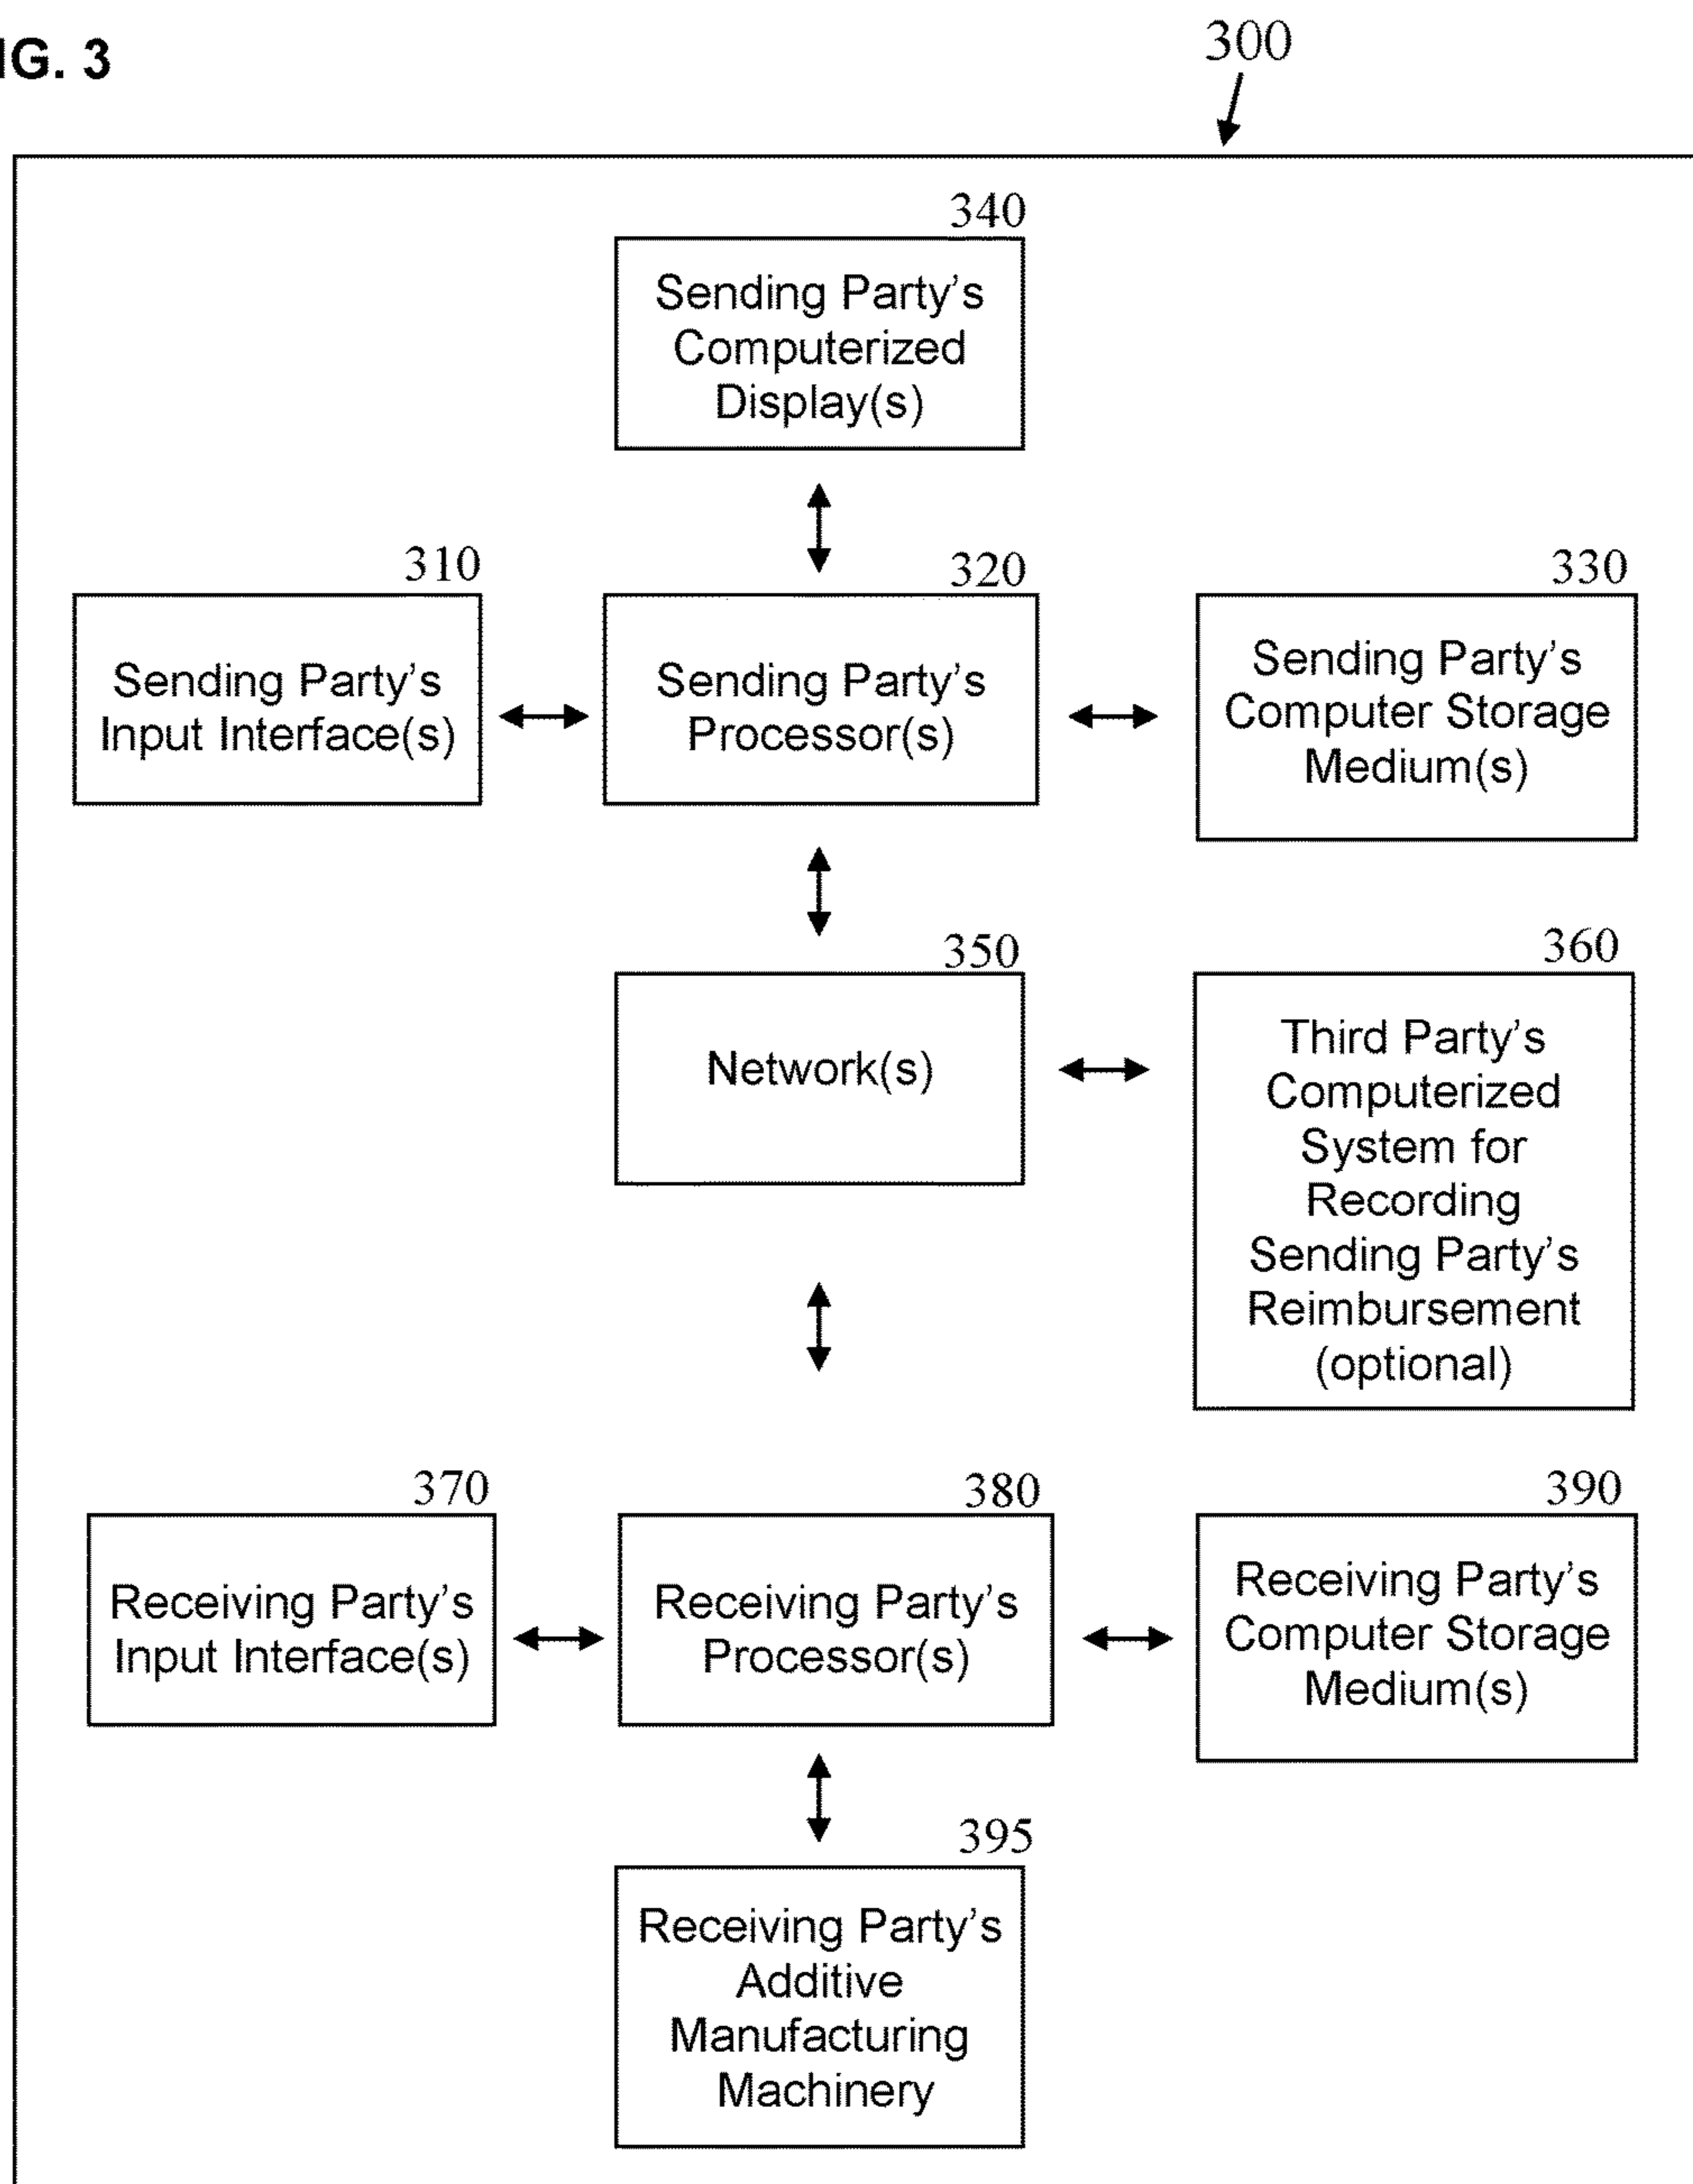 IG. 3
300
340
Sending Party's
Computerized
Display(s)
310
Sending Party's
Input Interface(s)
320
Sending Party's
Processor(s)
330
Sending Party's
Computer Storage
Medium(s)
350
Network(s)
360
Third Party's
Computerized
System for
Recording
Sending Party's
Reimbursement
(optional)
370
Receiving Party's
Input Interface(s)
380
Receiving Party's
Processor(s)
390
Receiving Party's
Computer Storage
Medium(s)
395
Receiving Party's
Additive
Manufacturing
Machinery